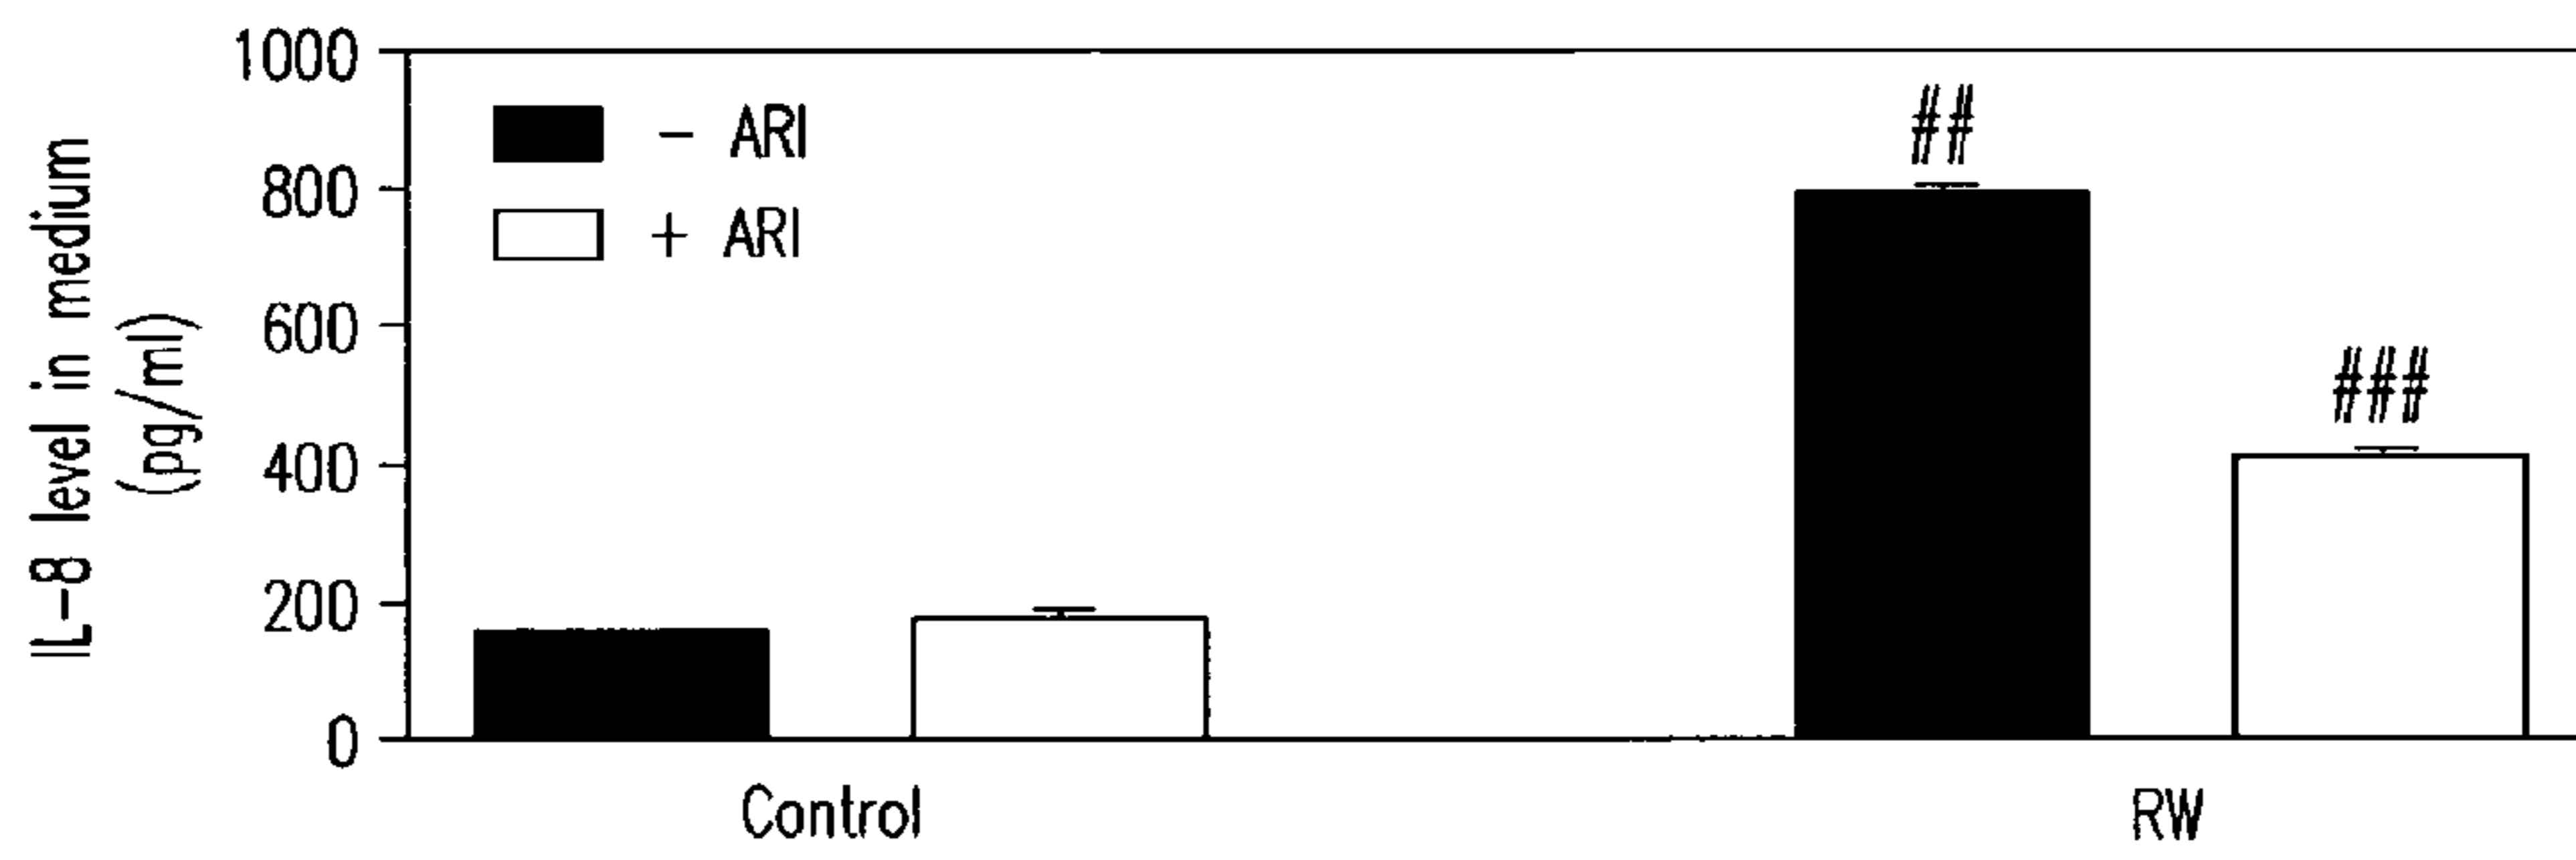 IL-8 level in medium
(pg/ml)
1000
800
600
400
200
0
- ARI
+ ARI
##
###
Control
RW